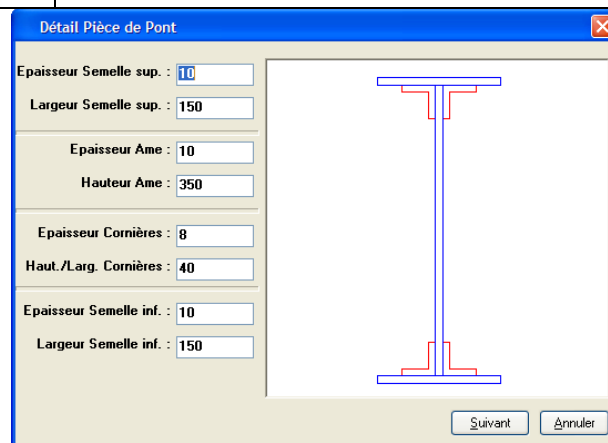 Détail Pièce de Pont
Epaisseur Semelle sup. : 10
Largeur Semelle sup. : 150
Epaisseur Ame : 10
Hauteur Ame : 350
Epaisseur Cornières : 8
Haut./Larg. Cornières : 40
Epaisseur Semelle inf. : 10
Largeur Semelle inf. : 150
Suivant Annuler